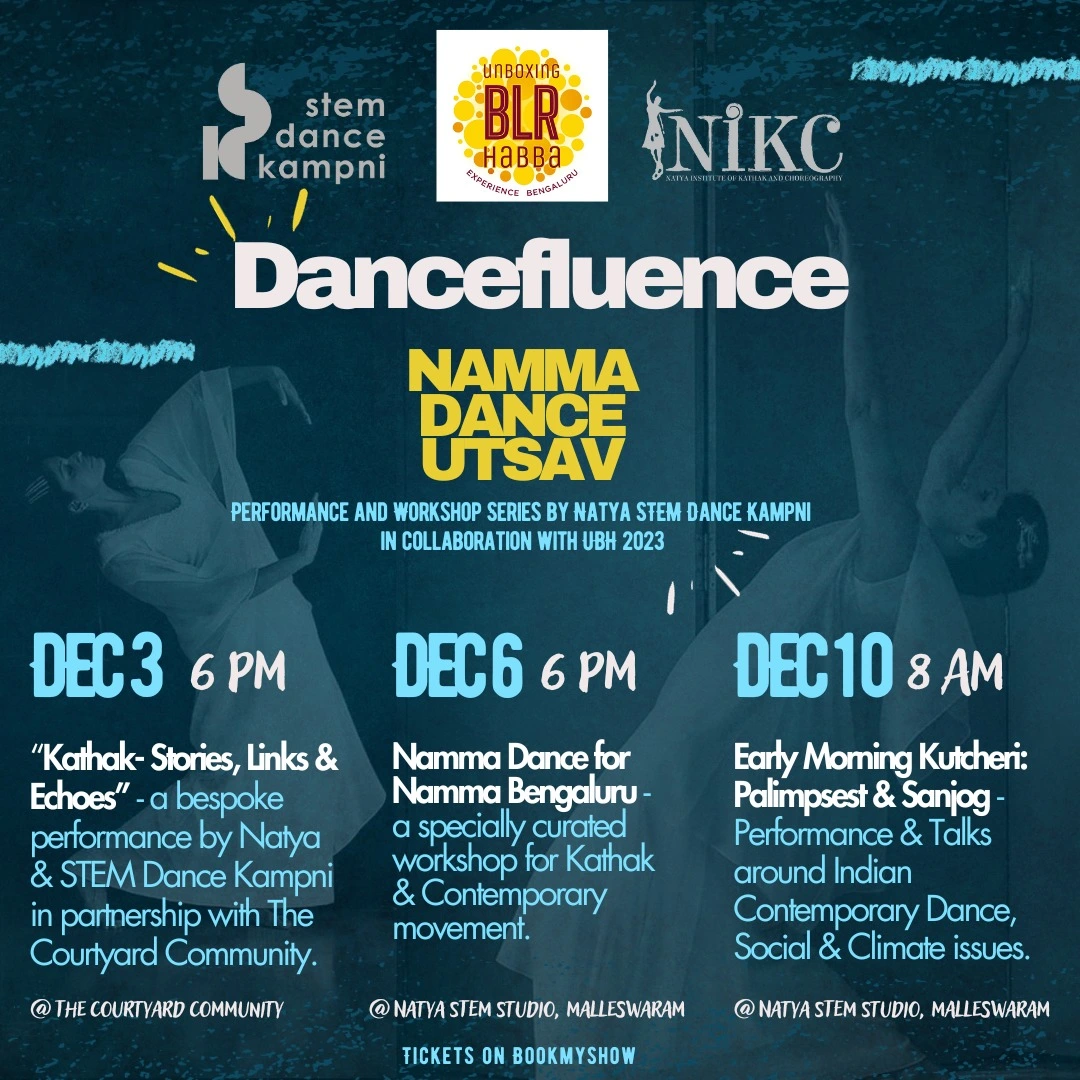 stem
dance
kampni
UNBOXING
BLR
HaBBa
EXPERIENCE BENGALURU
NiKC
NATYA INSTITUTE OF KATHAK AND CHOREOGRAPHY
Dancefluence
NAMMA
DANCE
UTSAV
PERFORMANCE AND WORKSHOP SERIES BY NATYA STEM DANCE KAMPNI
IN COLLABORATION WITH UBH 2023
DEC 3 6 PM
“Kathak- Stories, Links &
Echoes” - a bespoke
performance by Natya
& STEM Dance Kampni
in partnership with The
Courtyard Community.
@ THE COURTYARD COMMUNITY
DEC 6 6 PM
Namma Dance for
Namma Bengaluru -
a specially curated
workshop for Kathak
& Contemporary
movement.
@ NATYA STEM STUDIO, MALLESWARAM
DEC 10 8 AM
Early Morning Kutcheri:
Palimpsest & Sanjog -
Performance & Talks
around Indian
Contemporary Dance,
Social & Climate issues.
@ NATYA STEM STUDIO, MALLESWARAM
TICKETS ON BOOKMYSHOW